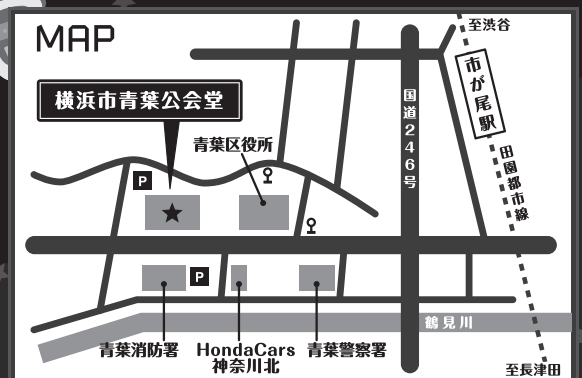 MAP
至渋谷
市が尾駅
横浜市青葉公会堂
国道246号
青葉区役所
田園都市線
P
P
鶴見川
青葉消防署
HondaCars
神奈川北
青葉警察署
至長津田